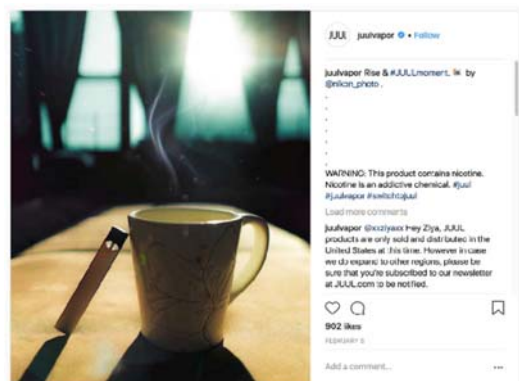 JUUL juulvapor • Follow
juulvapor Rise & #JUULmoment. by
@nikon_photo .
.
.
.
.
.
.
WARNING: This product contains nicotine.
Nicotine is an addictive chemical. #juul
#juulvapor #switchtojuul
Load more comments
juulvapor @xxziyaxx Hey Ziya, JUUL
products are only sold and distributed in the
United States at this time. However in case
we do expand to other regions, please be
sure that you're subscribed to our newsletter
at JUUL.com to be notified.
902 likes
FEBRUARY 5
Add a comment...